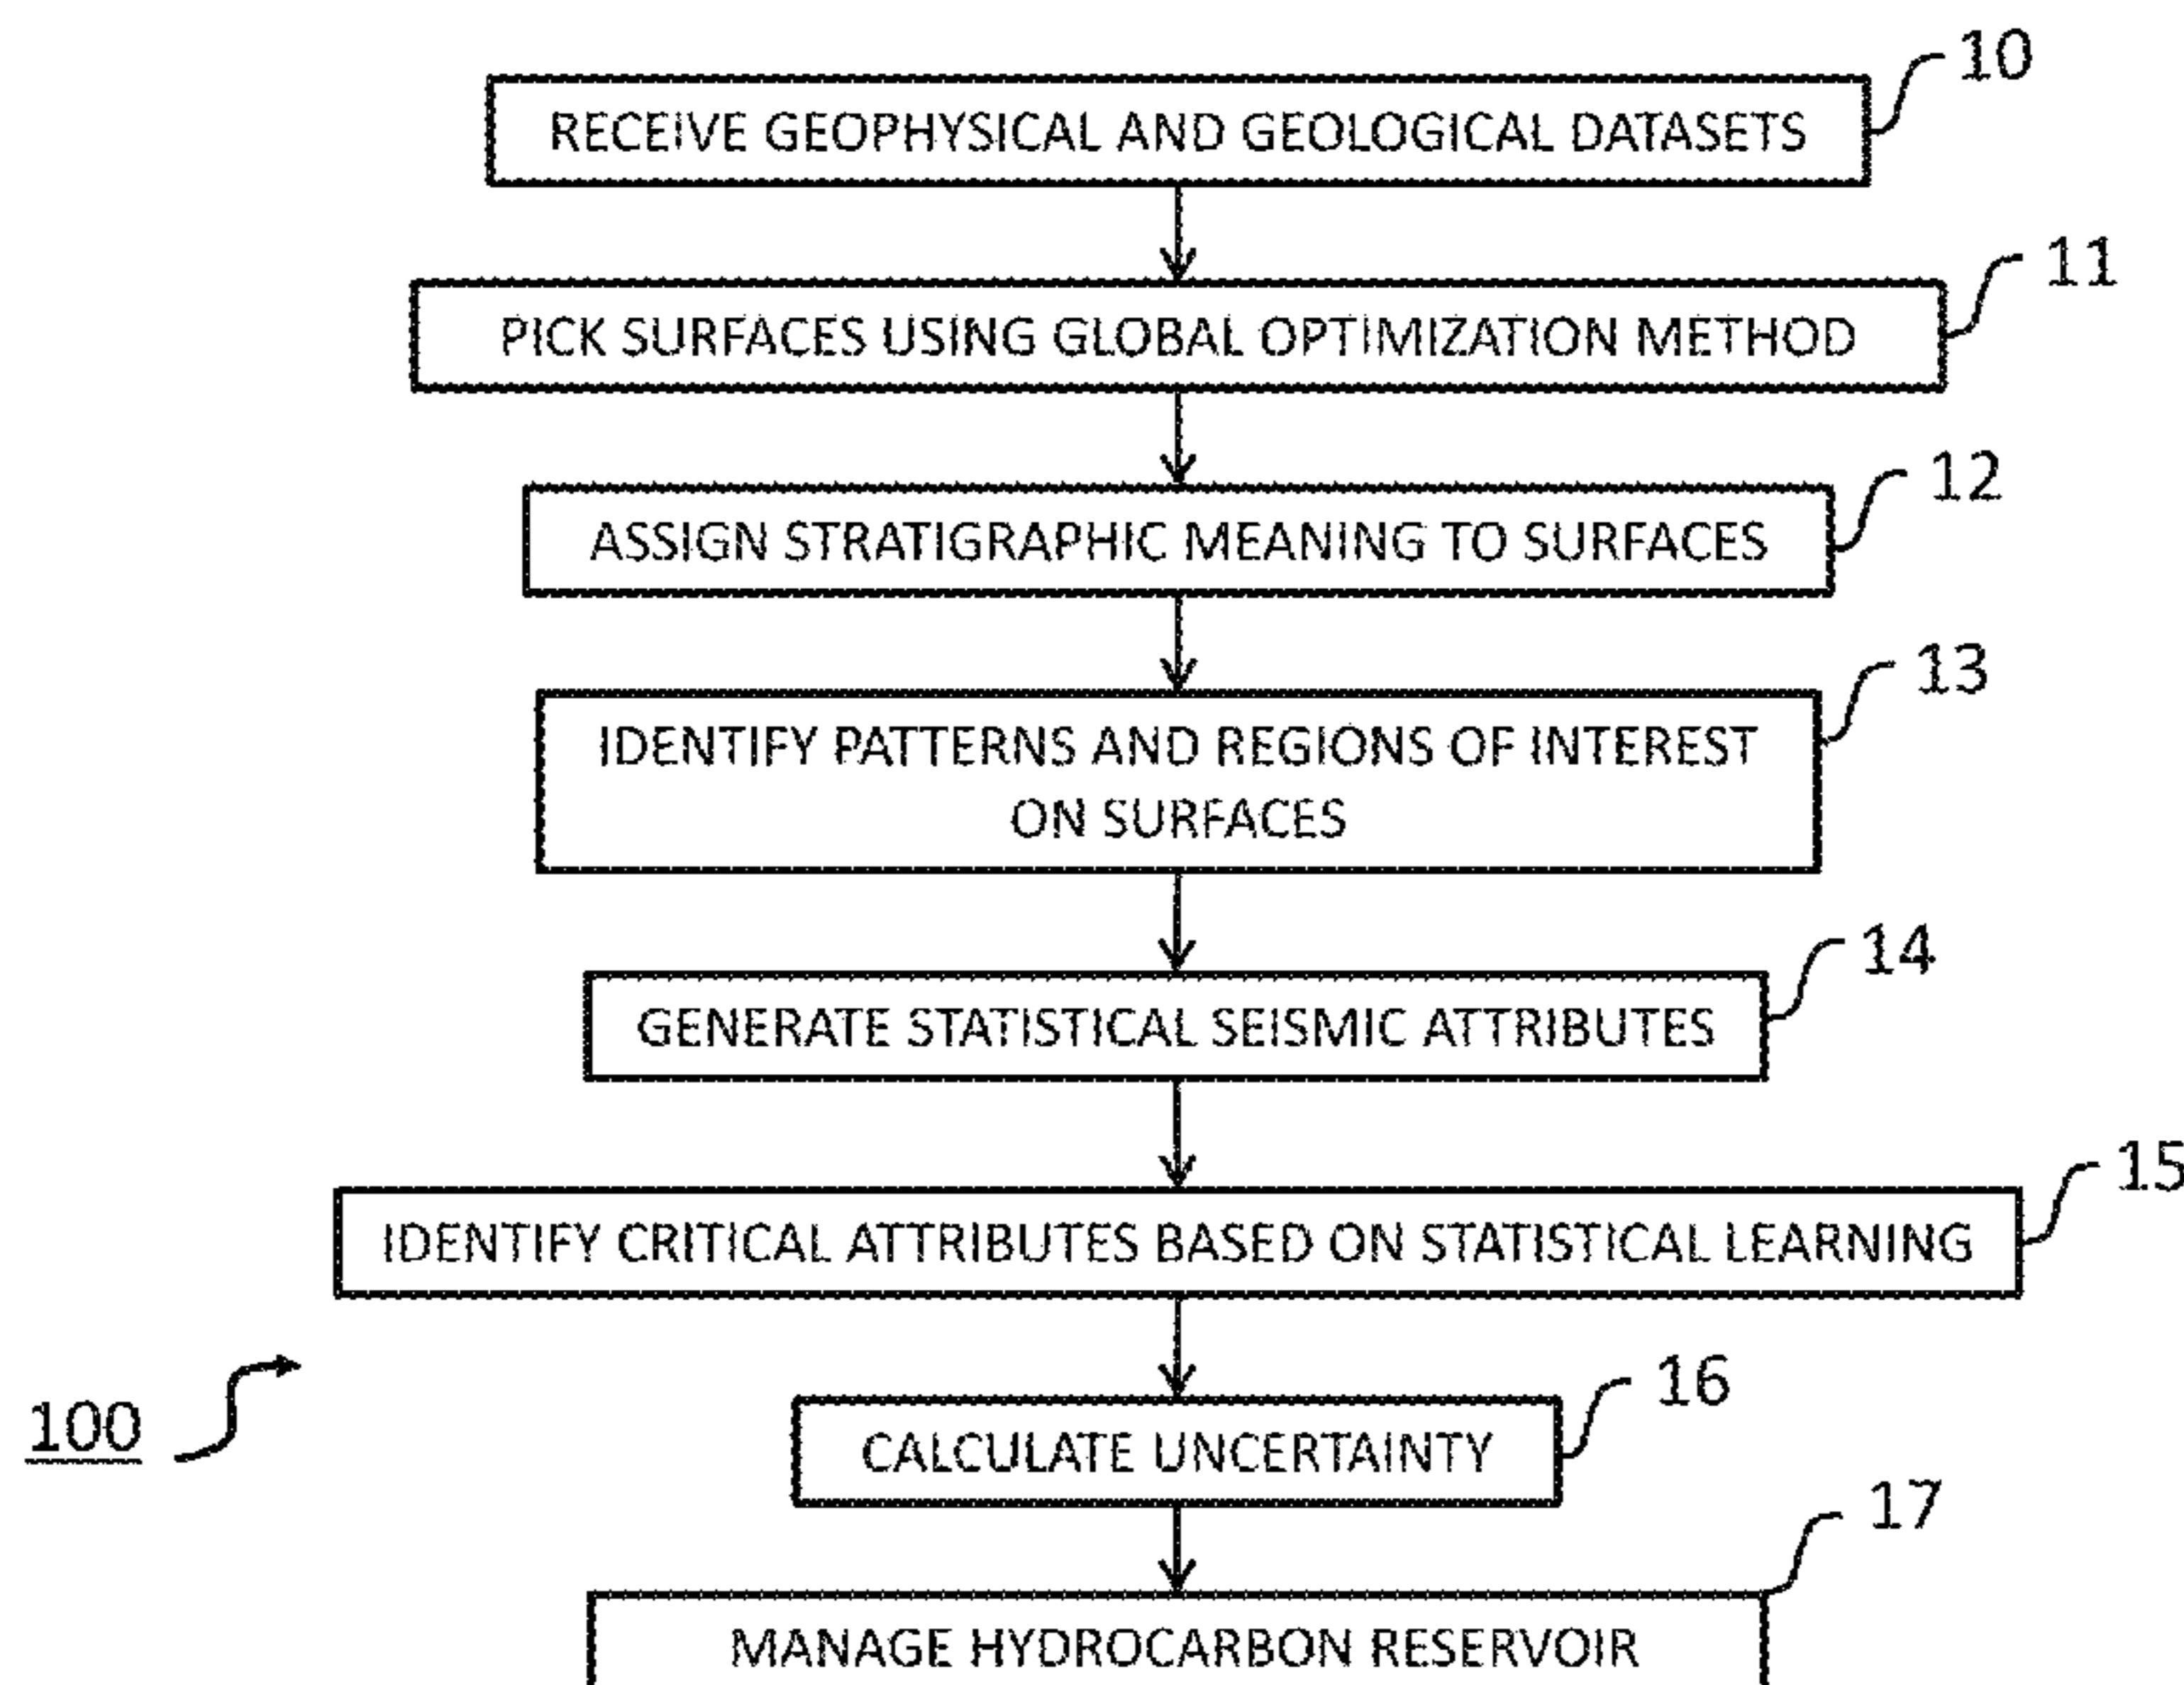 10
RECEIVE GEOPHYSICAL AND GEOLOGICAL DATASETS
11
PICK SURFACES USING GLOBAL OPTIMIZATION METHOD
12
ASSIGN STRATIGRAPHIC MEANING TO SURFACES
13
IDENTIFY PATTERNS AND REGIONS OF INTEREST
ON SURFACES
14
GENERATE STATISTICAL SEISMIC ATTRIBUTES
15
IDENTIFY CRITICAL ATTRIBUTES BASED ON STATISTICAL LEARNING
100
16
CALCULATE UNCERTAINTY
17
MANAGE HYDROCARBON RESERVOIR